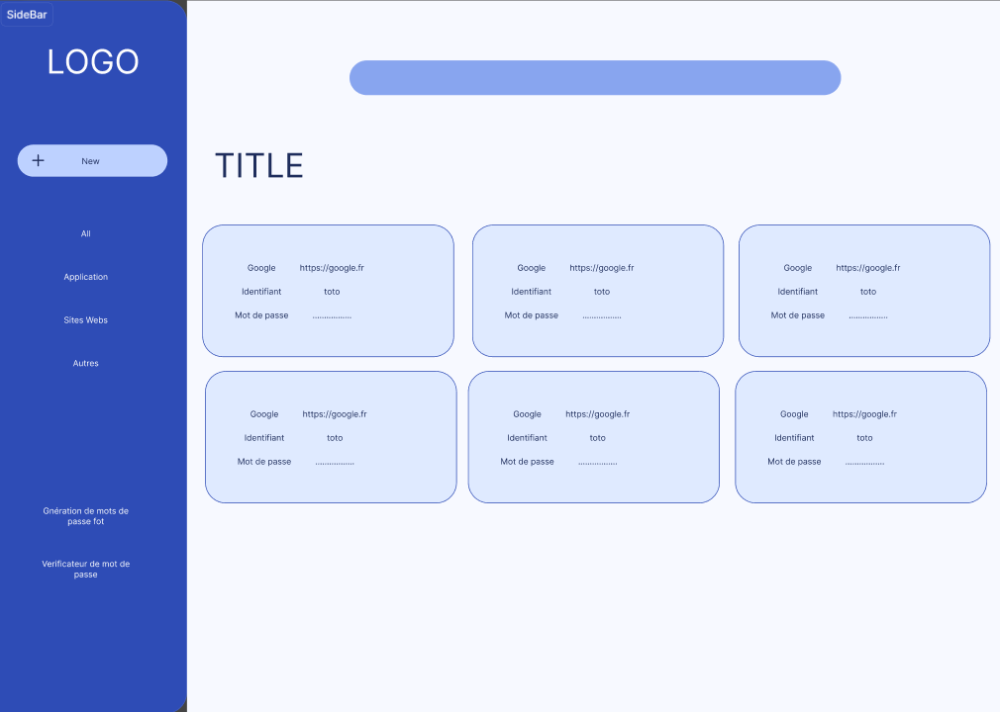 SideBar
LOGO
New
All
Application
Sites Webs
Autres
Gnération de mots de
passe fot
Verificateur de mot de
passe
TITLE
Google https://google.fr
Identifiant toto
Mot de passe .................
Google https://google.fr
Identifiant toto
Mot de passe .................
Google https://google.fr
Identifiant toto
Mot de passe .................
Google https://google.fr
Identifiant toto
Mot de passe .................
Google https://google.fr
Identifiant toto
Mot de passe .................
Google https://google.fr
Identifiant toto
Mot de passe .................